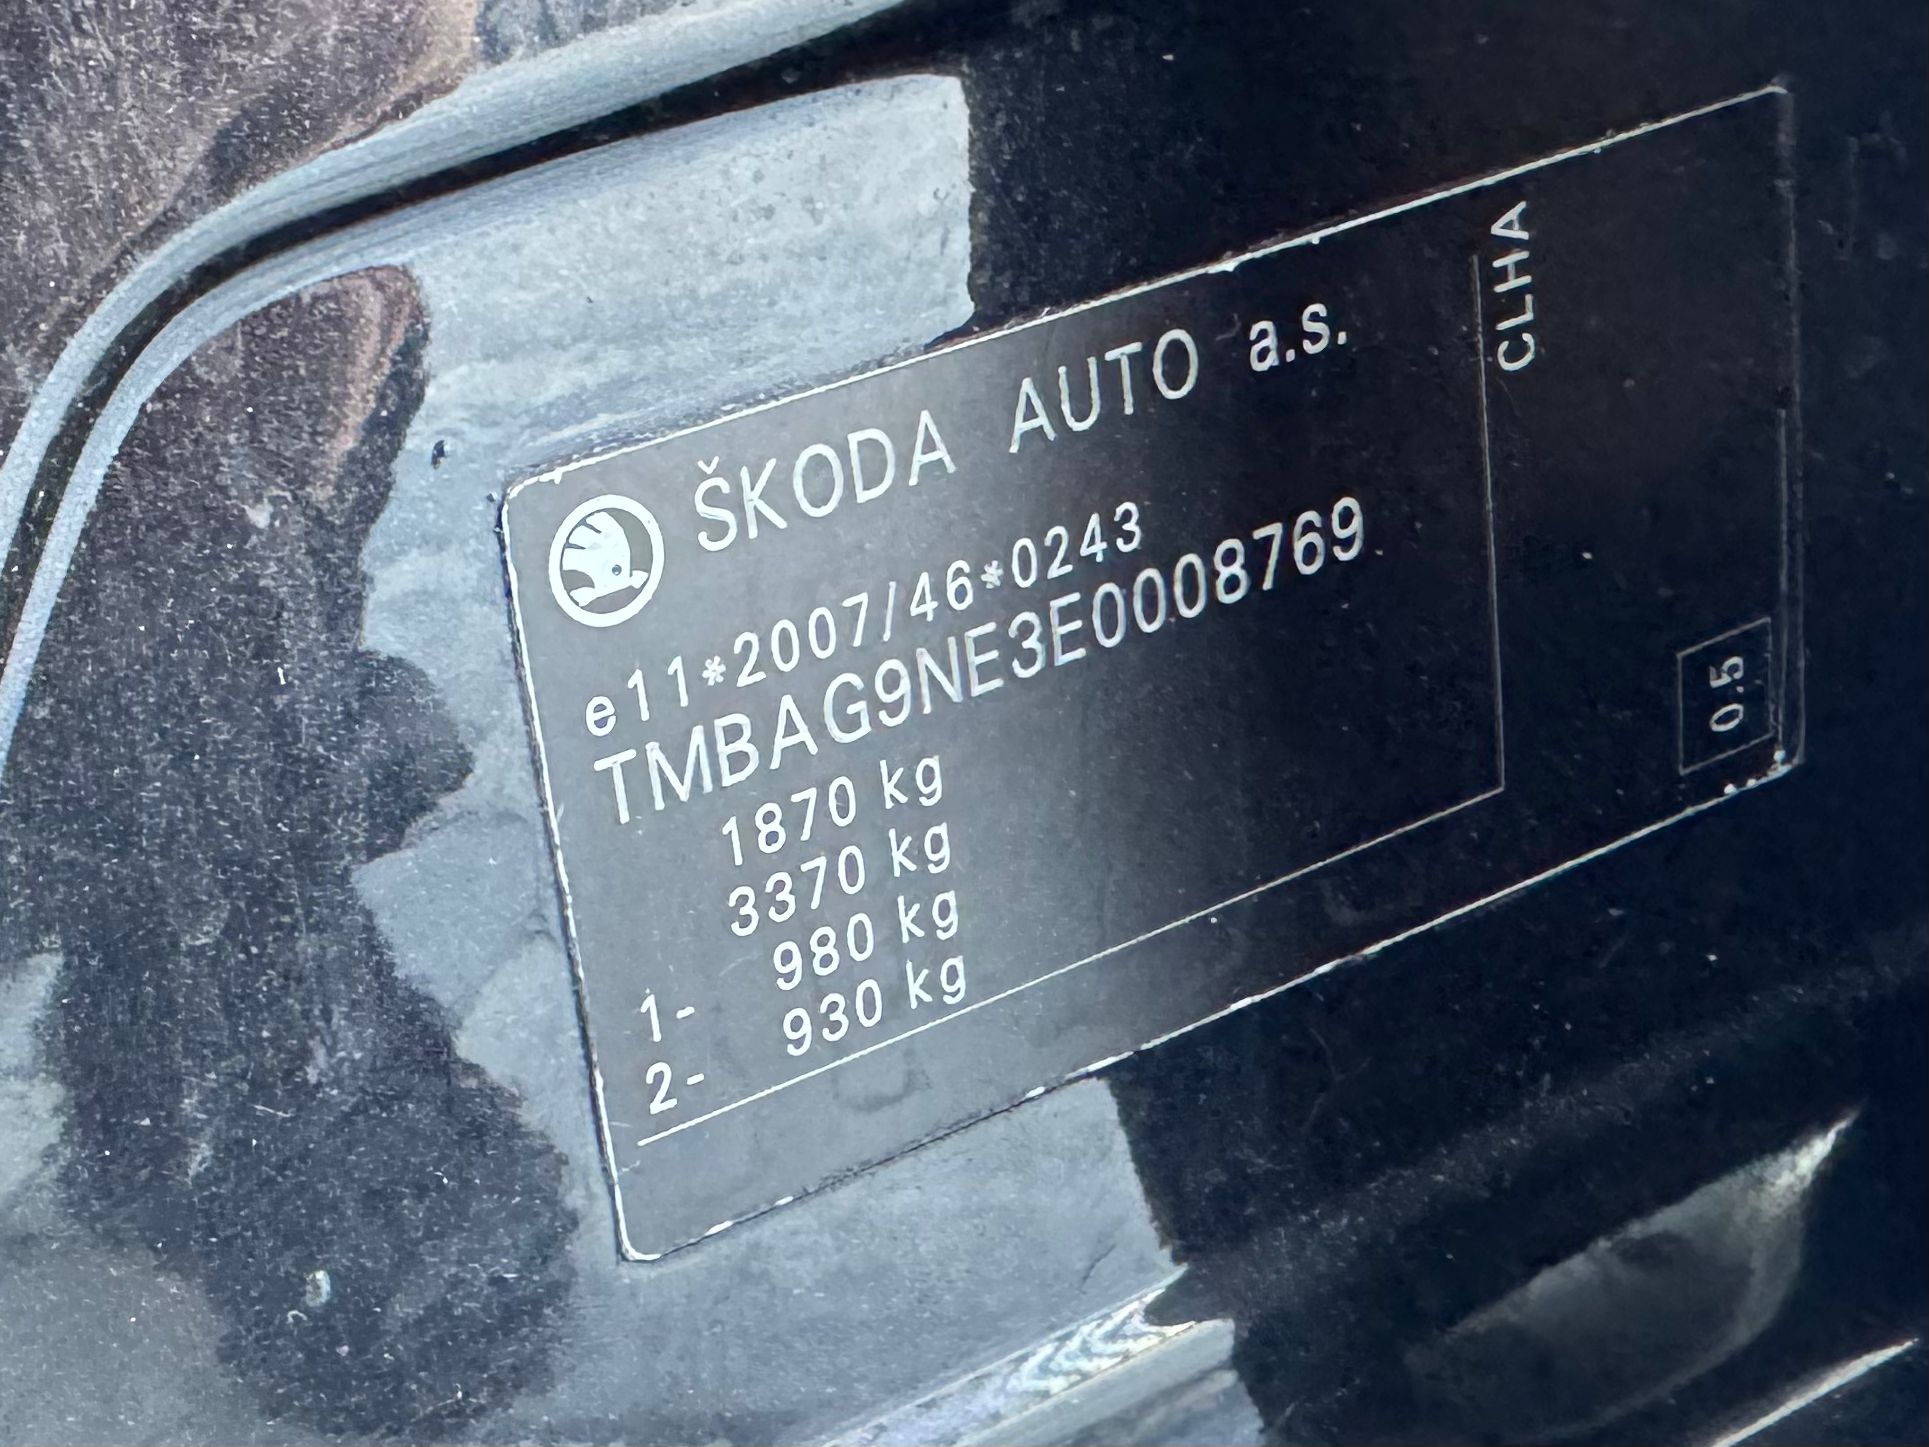 ŠKODA AUTO a.s.
e11*2007/46*0243
TMBAG9NE3E0008769
1870 kg
3370 kg
1- 980 kg
2- 930 kg
CLHA
0.5